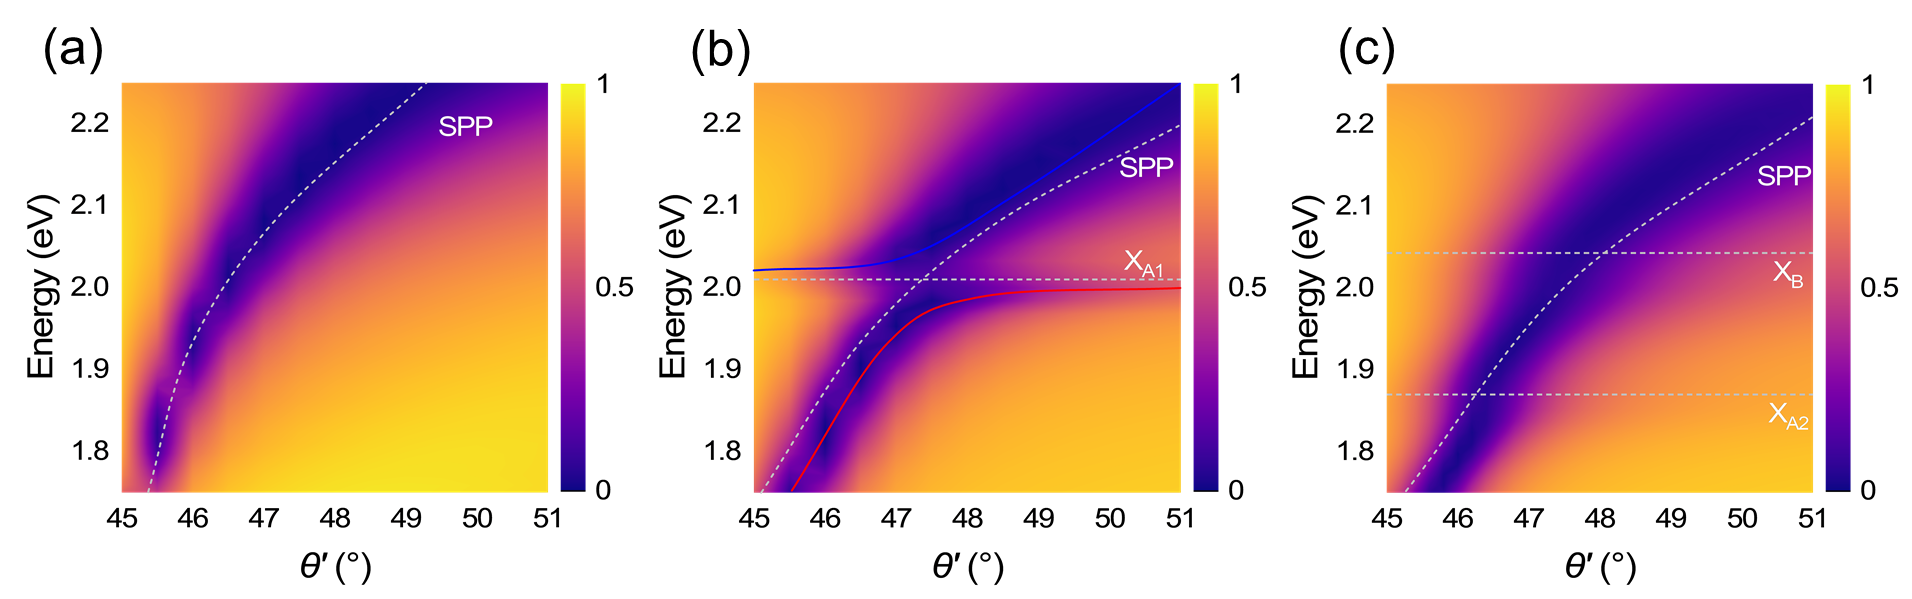 (a)
Energy (eV)
2.2
2.1
2.0
1.9
1.8
SPP
45 46 47 48 49 50 51
θ′ (°)
1
0.5
0
(b)
Energy (eV)
2.2
2.1
2.0
1.9
1.8
SPP
X_A1
45 46 47 48 49 50 51
θ′ (°)
1
0.5
0
(c)
Energy (eV)
2.2
2.1
2.0
1.9
1.8
SPP
X_B
X_A2
45 46 47 48 49 50 51
θ′ (°)
1
0.5
0